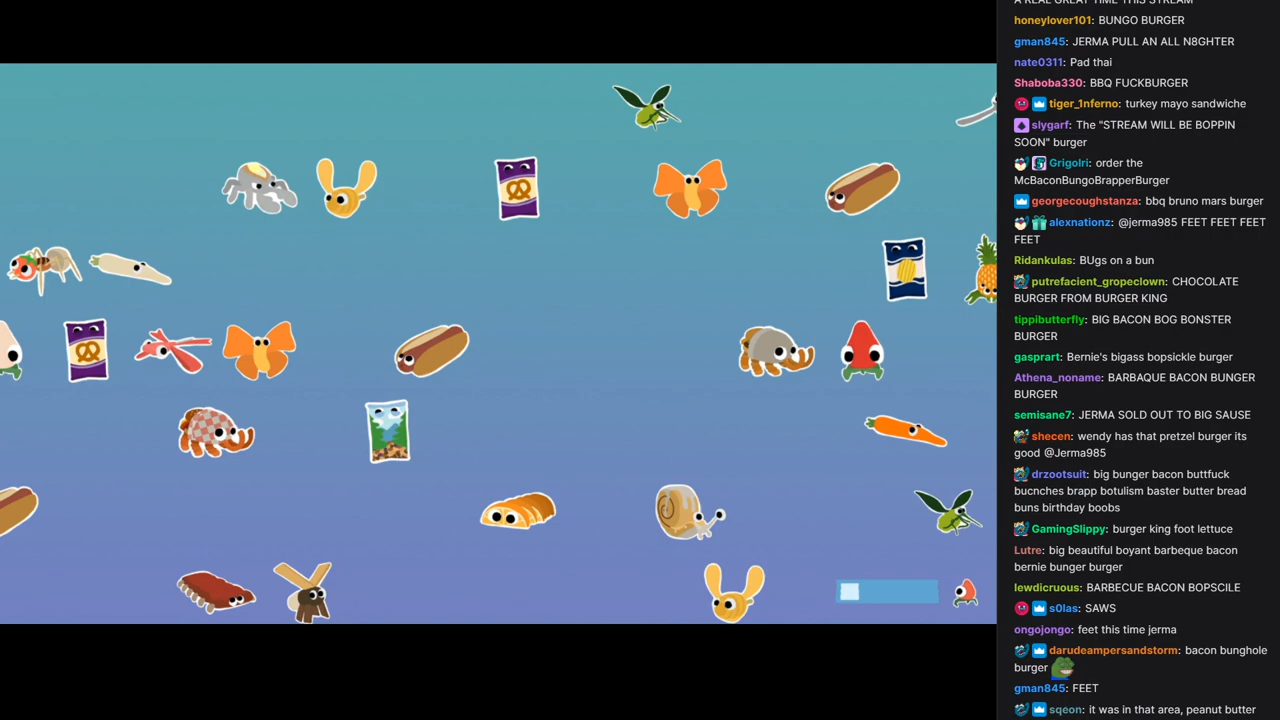 A REAL GREAT TIME THIS STREAM
honeylover101: BUNGO BURGER
gman845: JERMA PULL AN ALL N8GHTER
nate0311: Pad thai
Shaboba330: BBQ FUCKBURGER
tiger_1nferno: turkey mayo sandwiche
slygarf: The "STREAM WILL BE BOPPIN
SOON" burger
Grigolri: order the
McBaconBungoBrapperBurger
georgecoughstanza: bbq bruno mars burger
alexnationz: @jerma985 FEET FEET FEET
FEET
Ridankulas: BUgs on a bun
putrefacient_gropeclown: CHOCOLATE
BURGER FROM BURGER KING
tippibutterfly: BIG BACON BOG BONSTER
BURGER
gasprart: Bernie's bigass bopsickle burger
Athena_noname: BARBAQUE BACON BUNGER
BURGER
semisane7: JERMA SOLD OUT TO BIG SAUSE
shecen: wendy has that pretzel burger its
good @Jerma985
drzootsuit: big bunger bacon buttfuck
bucnches brapp botulism baster butter bread
buns birthday boobs
GamingSlippy: burger king foot lettuce
Lutre: big beautiful boyant barbeque bacon
bernie bunger burger
lewdicruous: BARBECUE BACON BOPSCILE
s0las: SAWS
ongojongo: feet this time jerma
darudeampersandstorm: bacon bunghole
burger
gman845: FEET
sqeon: it was in that area, peanut butter